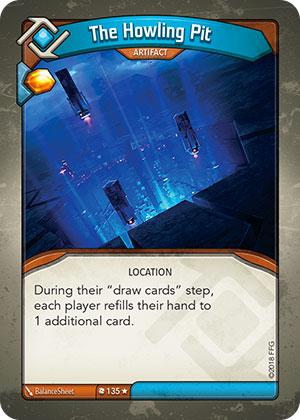 The Howling Pit
ARTIFACT
LOCATION
During their “draw cards” step,
each player refills their hand to
1 additional card.
©2018 FFG
BalanceSheet
135★